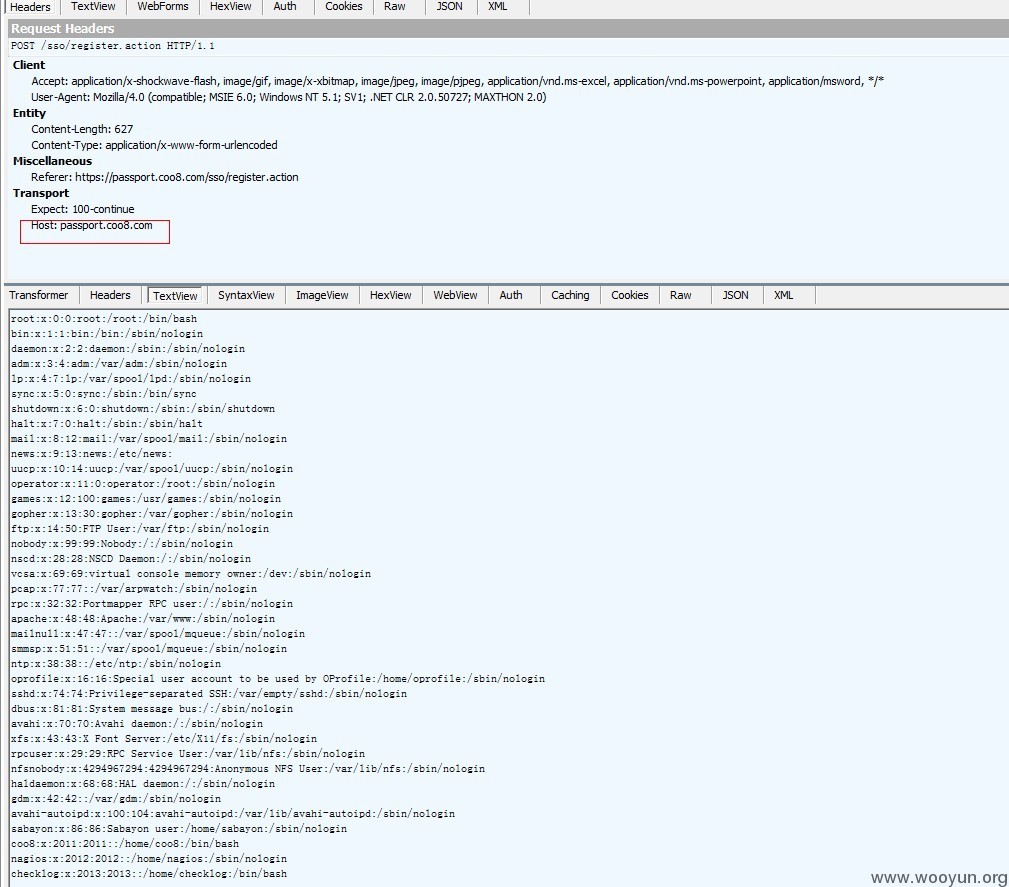 Headers TextView WebForms HexView Auth Cookies Raw JSON XML
Request Headers
POST /sso/register.action HTTP/1.1
Client
Accept: application/x-shockwave-flash, image/gif, image/x-xbitmap, image/jpeg, image/pjpeg, application/vnd.ms-excel, application/vnd.ms-powerpoint, application/msword, */*
User-Agent: Mozilla/4.0 (compatible; MSIE 6.0; Windows NT 5.1; SV1; .NET CLR 2.0.50727; MAXTHON 2.0)
Entity
Content-Length: 627
Content-Type: application/x-www-form-urlencoded
Miscellaneous
Referer: https://passport.coo8.com/sso/register.action
Transport
Expect: 100-continue
Host: passport.coo8.com
Transformer Headers TextView SyntaxView ImageView HexView WebView Auth Caching Cookies Raw JSON XML
root:x:0:0:root:/root:/bin/bash
bin:x:1:1:bin:/bin:/sbin/nologin
daemon:x:2:2:daemon:/sbin:/sbin/nologin
adm:x:3:4:adm:/var/adm:/sbin/nologin
lp:x:4:7:lp:/var/spool/lpd:/sbin/nologin
sync:x:5:0:sync:/sbin:/bin/sync
shutdown:x:6:0:shutdown:/sbin:/sbin/shutdown
halt:x:7:0:halt:/sbin:/sbin/halt
mail:x:8:12:mail:/var/spool/mail:/sbin/nologin
news:x:9:13:news:/etc/news:
uucp:x:10:14:uucp:/var/spool/uucp:/sbin/nologin
operator:x:11:0:operator:/root:/sbin/nologin
games:x:12:100:games:/usr/games:/sbin/nologin
gopher:x:13:30:gopher:/var/gopher:/sbin/nologin
ftp:x:14:50:FTP User:/var/ftp:/sbin/nologin
nobody:x:99:99:Nobody:/:/sbin/nologin
nscd:x:28:28:NSCD Daemon:/:/sbin/nologin
vcsa:x:69:69:virtual console memory owner:/dev:/sbin/nologin
pcap:x:77:77::/var/arpwatch:/sbin/nologin
rpc:x:32:32:Portmapper RPC user:/:/sbin/nologin
apache:x:48:48:Apache:/var/www:/sbin/nologin
mailnull:x:47:47::/var/spool/mqueue:/sbin/nologin
smmsp:x:51:51::/var/spool/mqueue:/sbin/nologin
ntp:x:38:38::/etc/ntp:/sbin/nologin
oprofile:x:16:16:Special user account to be used by OProfile:/home/oprofile:/sbin/nologin
sshd:x:74:74:Privilege-separated SSH:/var/empty/sshd:/sbin/nologin
dbus:x:81:81:System message bus:/:/sbin/nologin
avahi:x:70:70:Avahi daemon:/:/sbin/nologin
xfs:x:43:43:X Font Server:/etc/X11/fs:/sbin/nologin
rpcuser:x:29:29:RPC Service User:/var/lib/nfs:/sbin/nologin
nfsnobody:x:4294967294:4294967294:Anonymous NFS User:/var/lib/nfs:/sbin/nologin
haldaemon:x:68:68:HAL daemon:/:/sbin/nologin
gdm:x:42:42::/var/gdm:/sbin/nologin
avahi-autoipd:x:100:104:avahi-autoipd:/var/lib/avahi-autoipd:/sbin/nologin
sabayon:x:86:86:Sabayon user:/home/sabayon:/sbin/nologin
coo8:x:2011:2011::/home/coo8:/bin/bash
nagios:x:2012:2012::/home/nagios:/sbin/nologin
checklog:x:2013:2013::/home/checklog:/bin/bash
www.wooyun.org